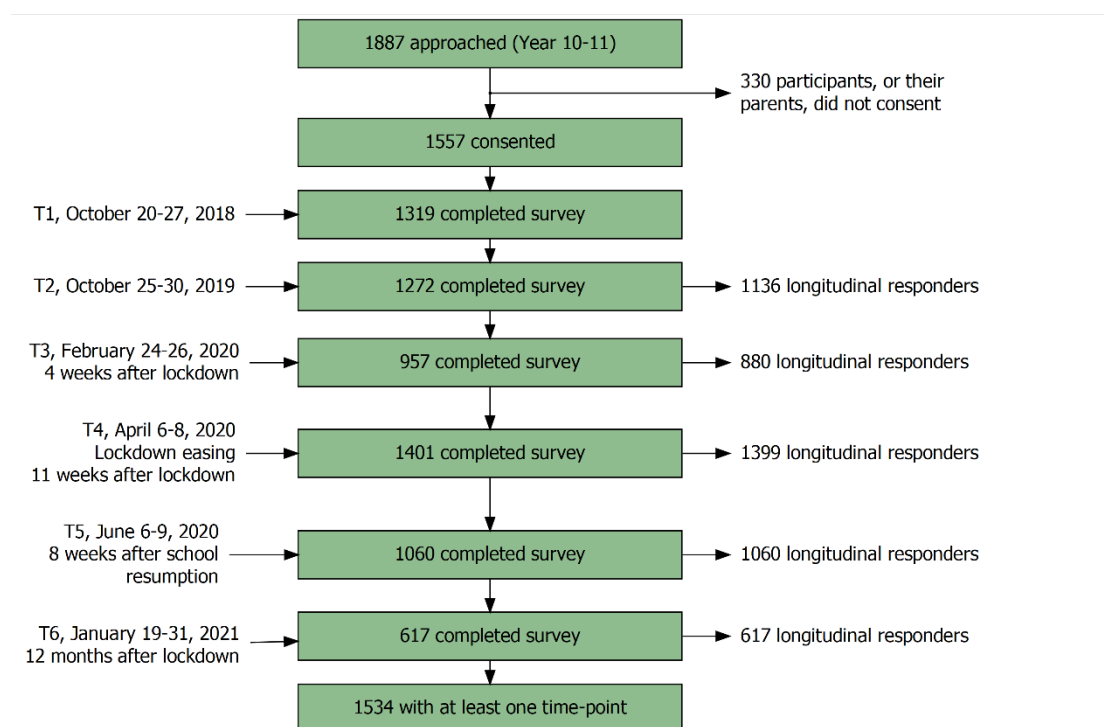 1887 approached (Year 10-11)
330 participants, or their
parents, did not consent
1557 consented
T1, October 20-27, 2018
1319 completed survey
T2, October 25-30, 2019
1272 completed survey
1136 longitudinal responders
T3, February 24-26, 2020
4 weeks after lockdown
957 completed survey
880 longitudinal responders
T4, April 6-8, 2020
Lockdown easing
11 weeks after lockdown
1401 completed survey
1399 longitudinal responders
T5, June 6-9, 2020
8 weeks after school
resumption
1060 completed survey
1060 longitudinal responders
T6, January 19-31, 2021
12 months after lockdown
617 completed survey
617 longitudinal responders
1534 with at least one time-point